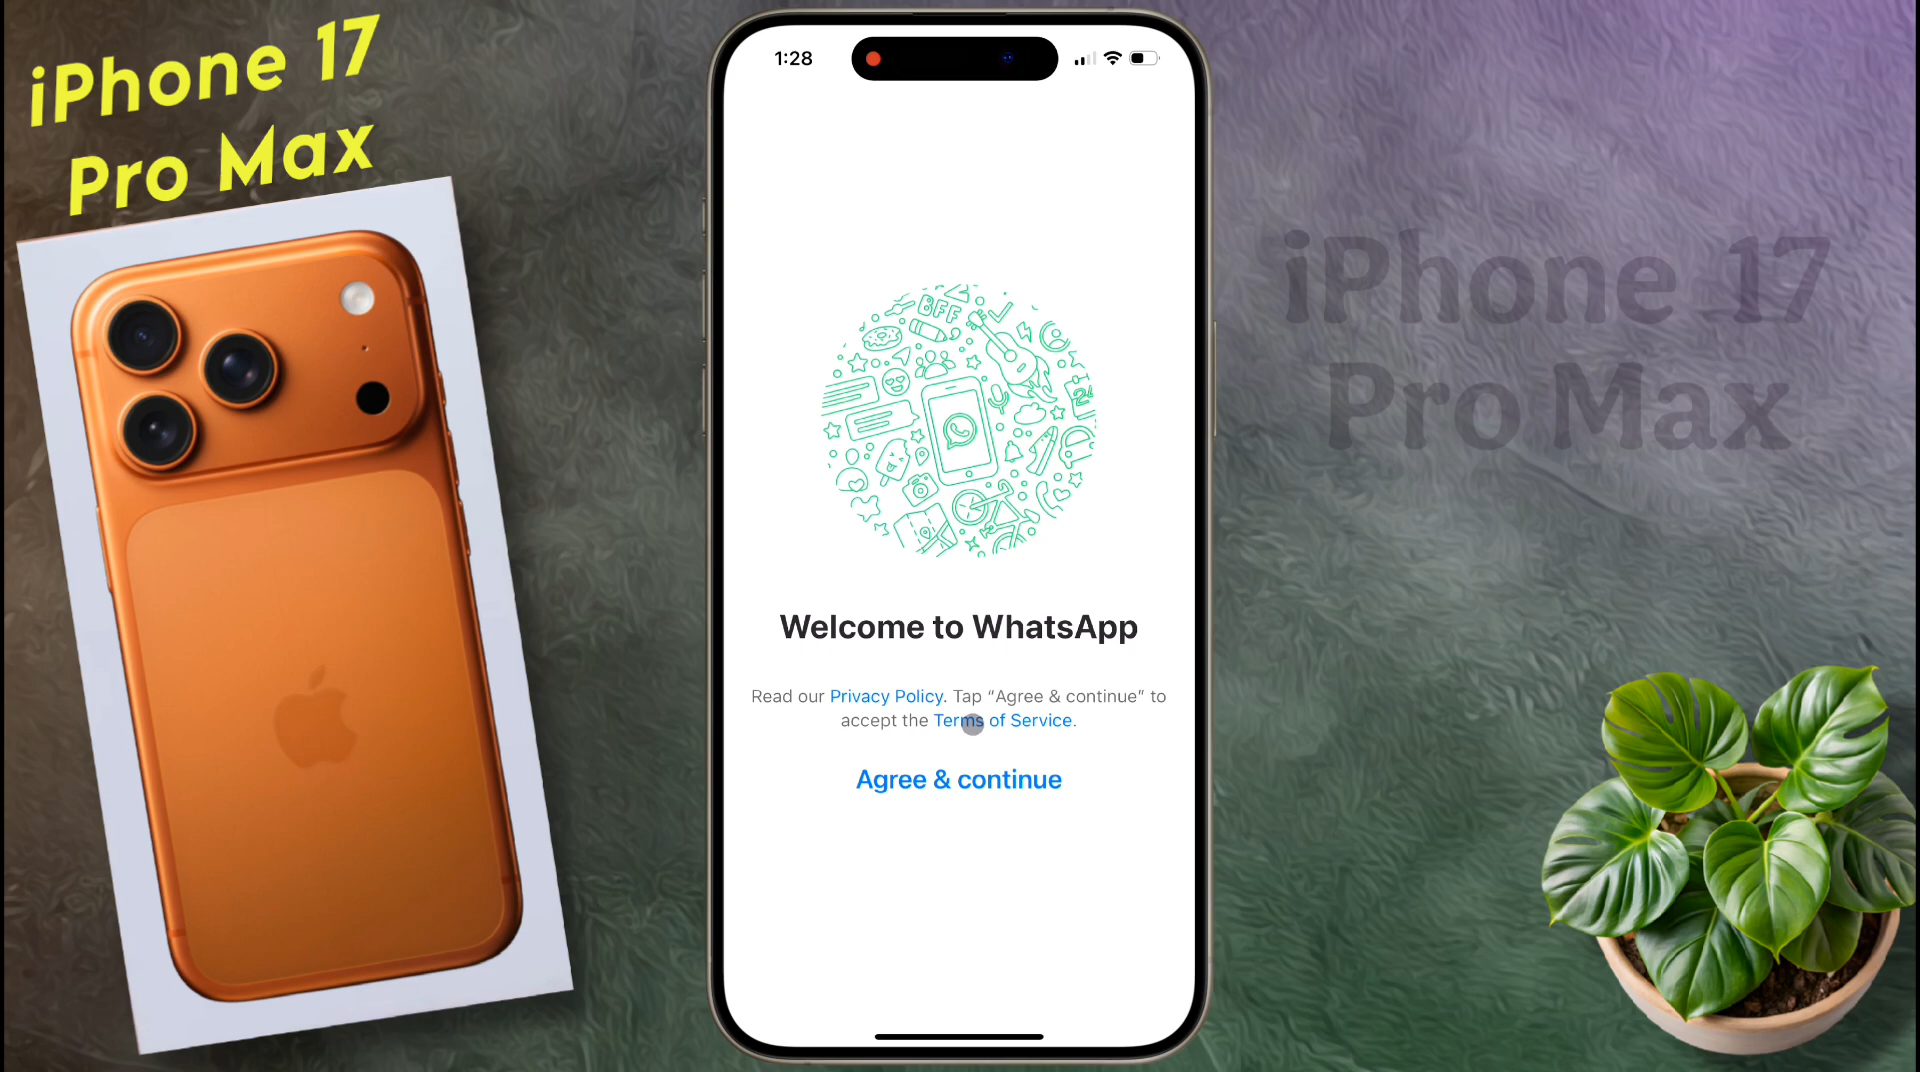 iPhone 17
Pro Max
1:28
BFF
Welcome to WhatsApp
Read our Privacy Policy. Tap “Agree & continue” to
accept the Terms of Service.
Agree & continue
iPhone 17
Pro Max